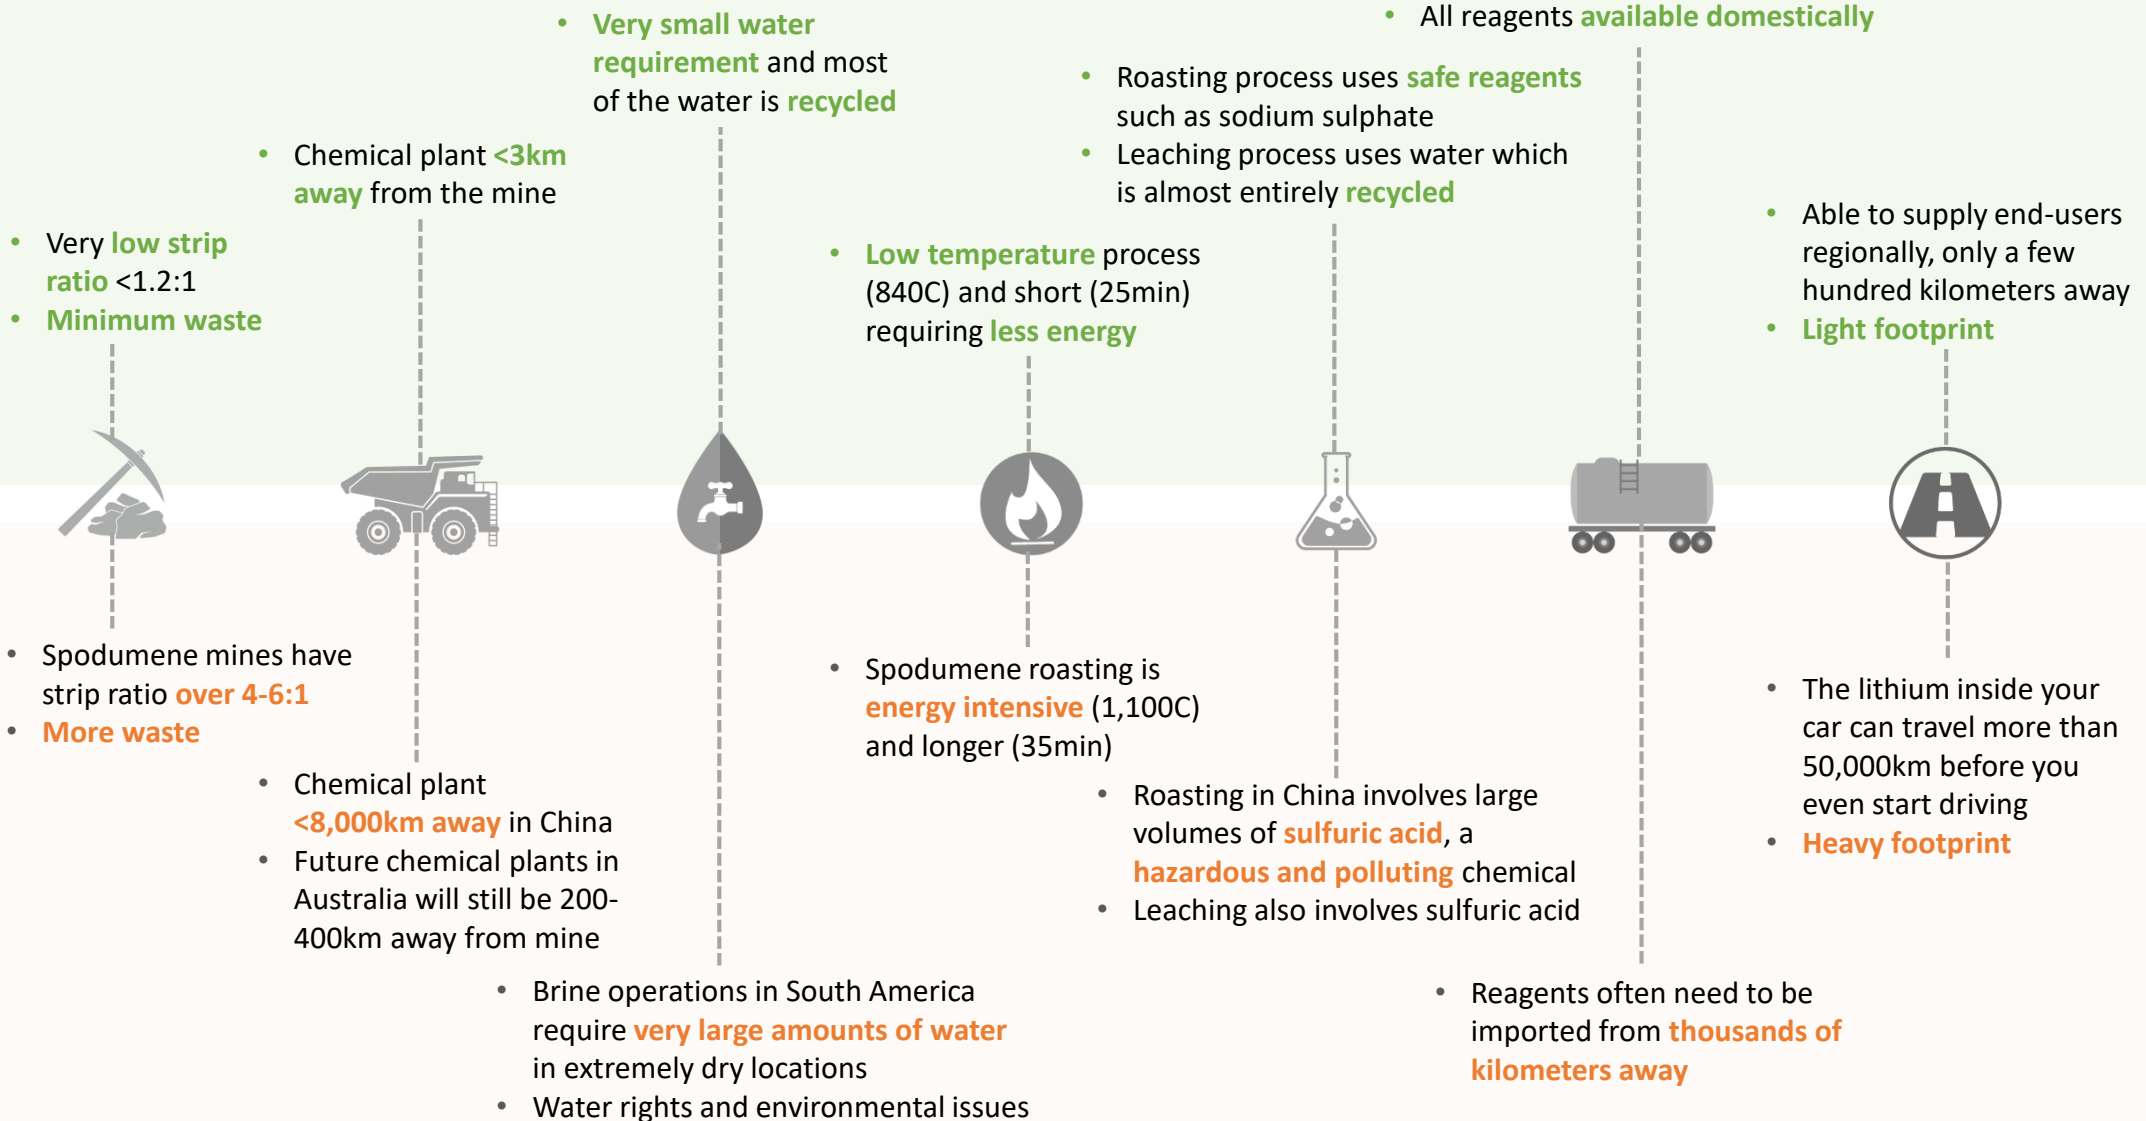 • Very low strip
ratio <1.2:1
• Minimum waste
• Chemical plant <3km
away from the mine
• Very small water
requirement and most
of the water is recycled
• Low temperature process
(840C) and short (25min)
requiring less energy
• Roasting process uses safe reagents
such as sodium sulphate
• Leaching process uses water which
is almost entirely recycled
• All reagents available domestically
• Able to supply end-users
regionally, only a few
hundred kilometers away
• Light footprint
• Spodumene mines have
strip ratio over 4-6:1
• More waste
• Chemical plant
<8,000km away in China
• Future chemical plants in
Australia will still be 200-
400km away from mine
• Brine operations in South America
require very large amounts of water
in extremely dry locations
• Water rights and environmental issues
• Spodumene roasting is
energy intensive (1,100C)
and longer (35min)
• Roasting in China involves large
volumes of sulfuric acid, a
hazardous and polluting chemical
• Leaching also involves sulfuric acid
• Reagents often need to be
imported from thousands of
kilometers away
• The lithium inside your
car can travel more than
50,000km before you
even start driving
• Heavy footprint